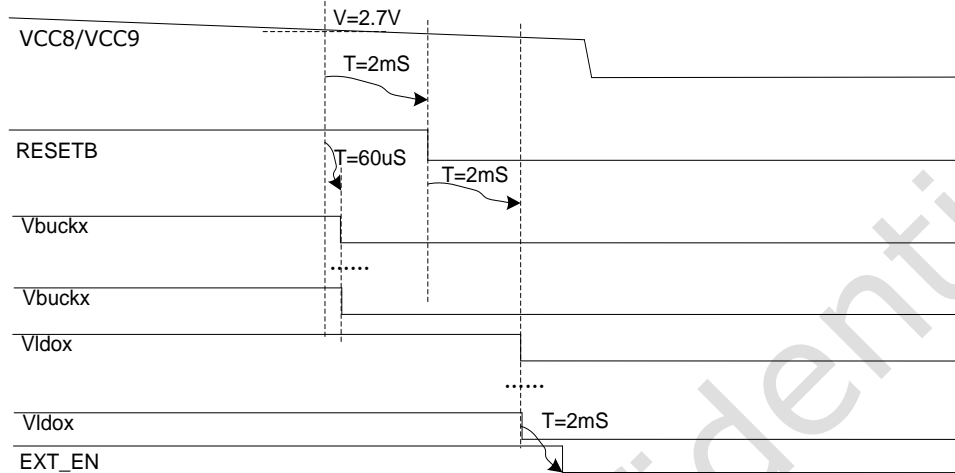 V=2.7V
VCC8/VCC9
T=2mS
RESETB
T=60uS
T=2mS
Vbuckx
......
Vbuckx
Vldox
......
Vldox
T=2mS
EXT_EN